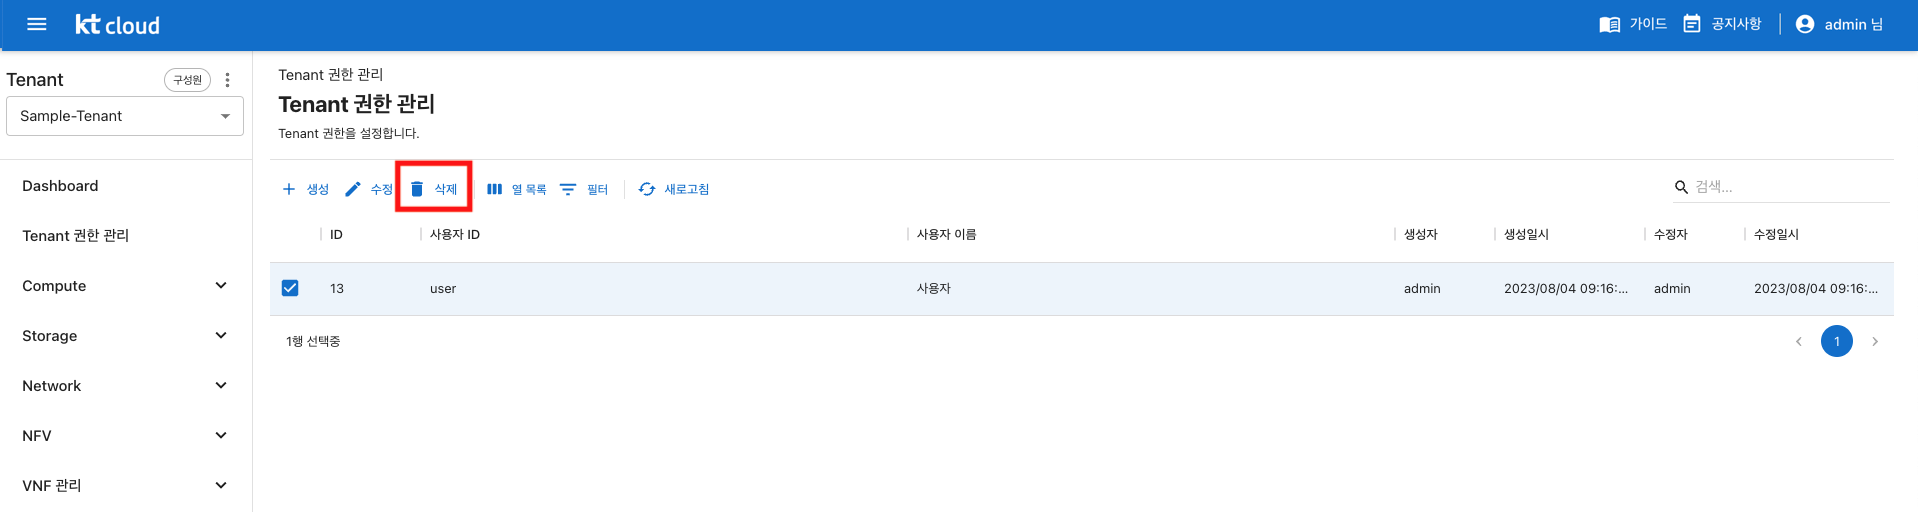 kt cloud
가이드
공지사항
admin 님
Tenant
구성원
Sample-Tenant
Dashboard
Tenant 권한 관리
Compute
Storage
Network
NFV
VNF 관리
Tenant 권한 관리
Tenant 권한 관리
Tenant 권한을 설정합니다.
생성 수정 삭제 열 목록 필터 새로고침
검색...
ID 사용자 ID 사용자 이름 생성자 생성일시 수정자 수정일시
13 user 사용자 admin 2023/08/04 09:16:... admin 2023/08/04 09:16:...
1행 선택중
1